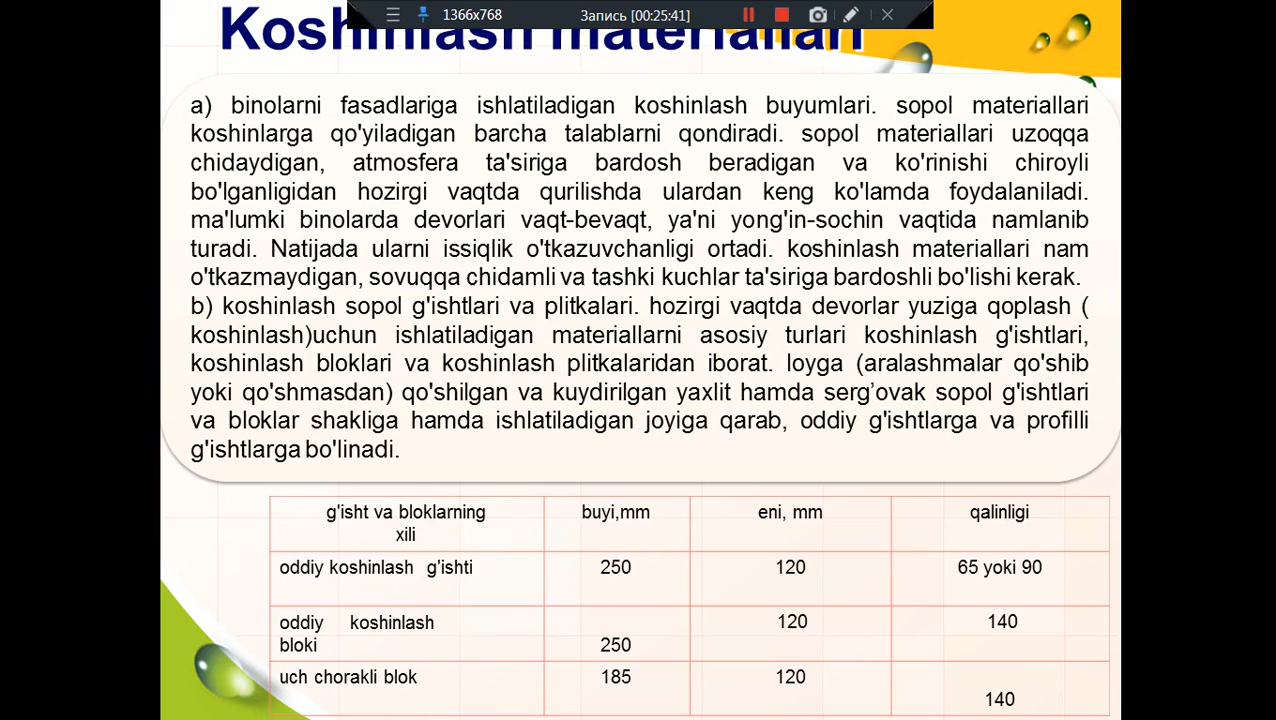 1366x768 Запись [00:25:41]
Koshinlash materiallari
a) binolarni fasadlariga ishlatiladigan koshinlash buyumlari. sopol materiallari
koshinlarga qo'yiladigan barcha talablarni qondiradi. sopol materiallari uzoqqa
chidaydigan, atmosfera ta'siriga bardosh beradigan va ko'rinishi chiroyli
bo'lganligidan hozirgi vaqtda qurilishda ulardan keng ko'lamda foydalaniladi.
ma'lumki binolarda devorlari vaqt-bevaqt, ya'ni yong'in-sochin vaqtida namlanib
turadi. Natijada ularni issiqlik o'tkazuvchanligi ortadi. koshinlash materiallari nam
o'tkazmaydigan, sovuqqa chidamli va tashki kuchlar ta'siriga bardoshli bo'lishi kerak.
b) koshinlash sopol g'ishtlari va plitkalari. hozirgi vaqtda devorlar yuziga qoplash (
koshinlash)uchun ishlatiladigan materiallarni asosiy turlari koshinlash g'ishtlari,
koshinlash bloklari va koshinlash plitkalaridan iborat. loyga (aralashmalar qo'shib
yoki qo'shmasdan) qo'shilgan va kuydirilgan yaxlit hamda serg’ovak sopol g'ishtlari
va bloklar shakliga hamda ishlatiladigan joyiga qarab, oddiy g'ishtlarga va profilli
g'ishtlarga bo'linadi.
g'isht va bloklarning xili buyi,mm eni, mm qalinligi
oddiy koshinlash g'ishti 250 120 65 yoki 90
oddiy koshinlash bloki 250 120 140
uch chorakli blok 185 120 140